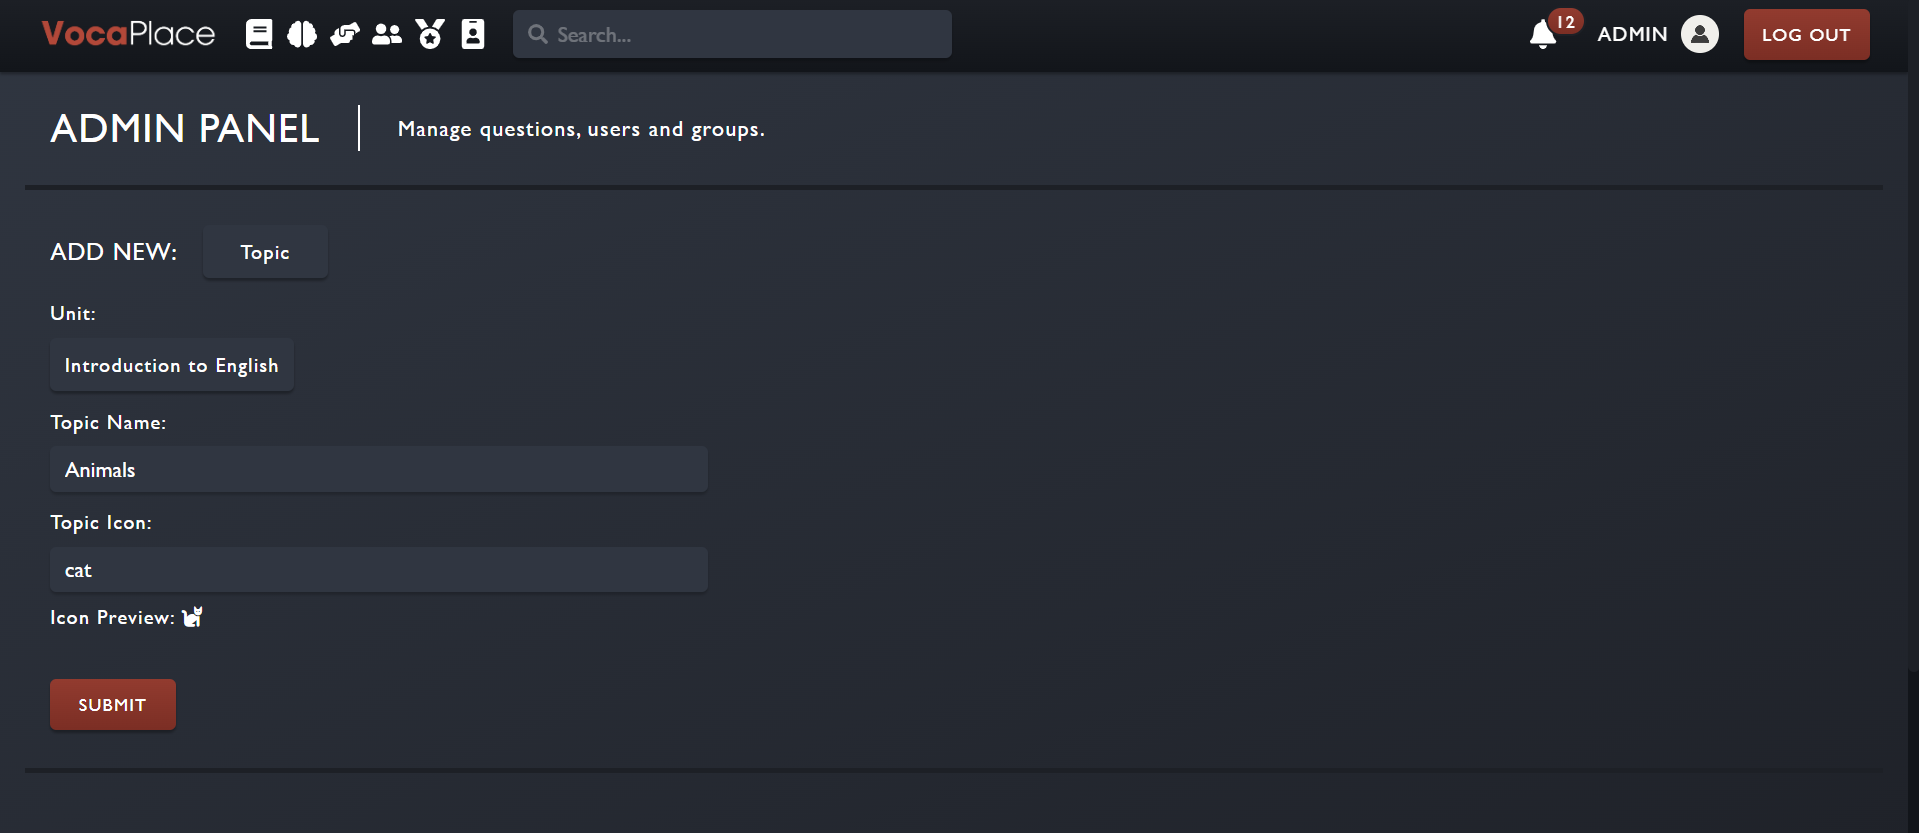 VocaPlace
Search...
12
ADMIN
LOG OUT
ADMIN PANEL
Manage questions, users and groups.
ADD NEW:
Topic
Unit:
Introduction to English
Topic Name:
Animals
Topic Icon:
cat
Icon Preview:
SUBMIT